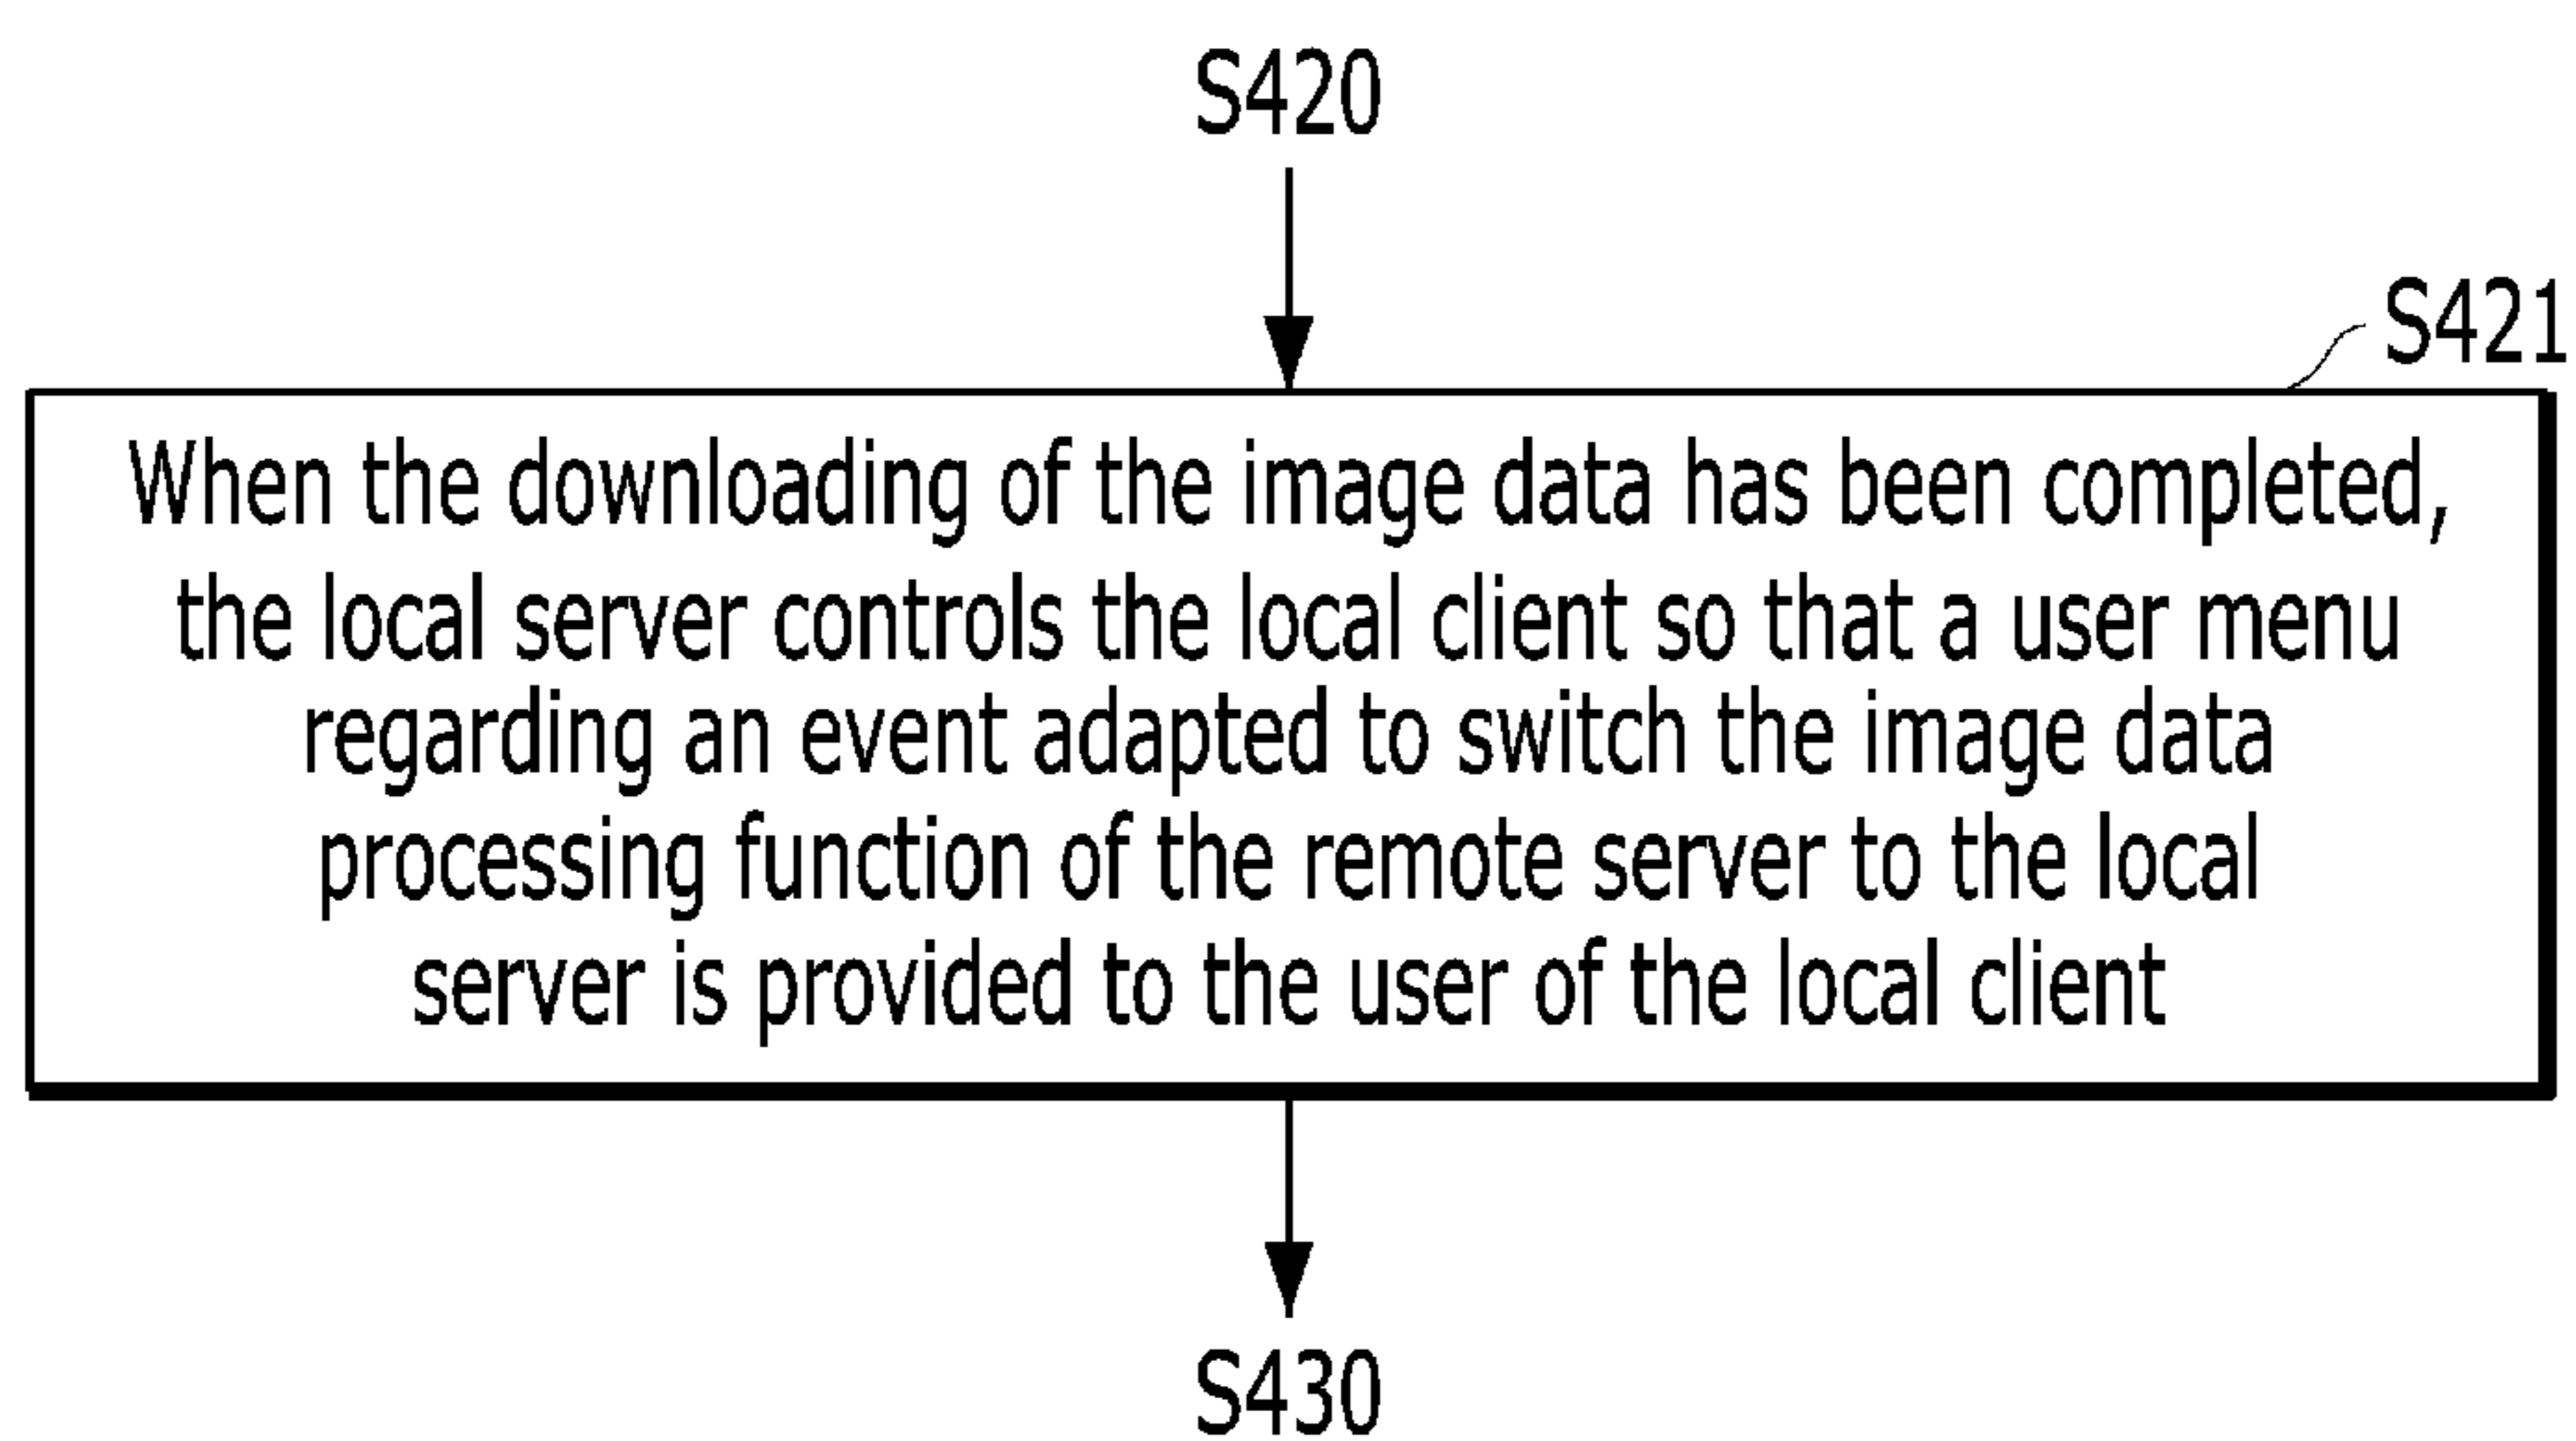 S420
S421
When the downloading of the image data has been completed,
the local server controls the local client so that a user menu
regarding an event adapted to switch the image data
processing function of the remote server to the local
server is provided to the user of the local client
S430